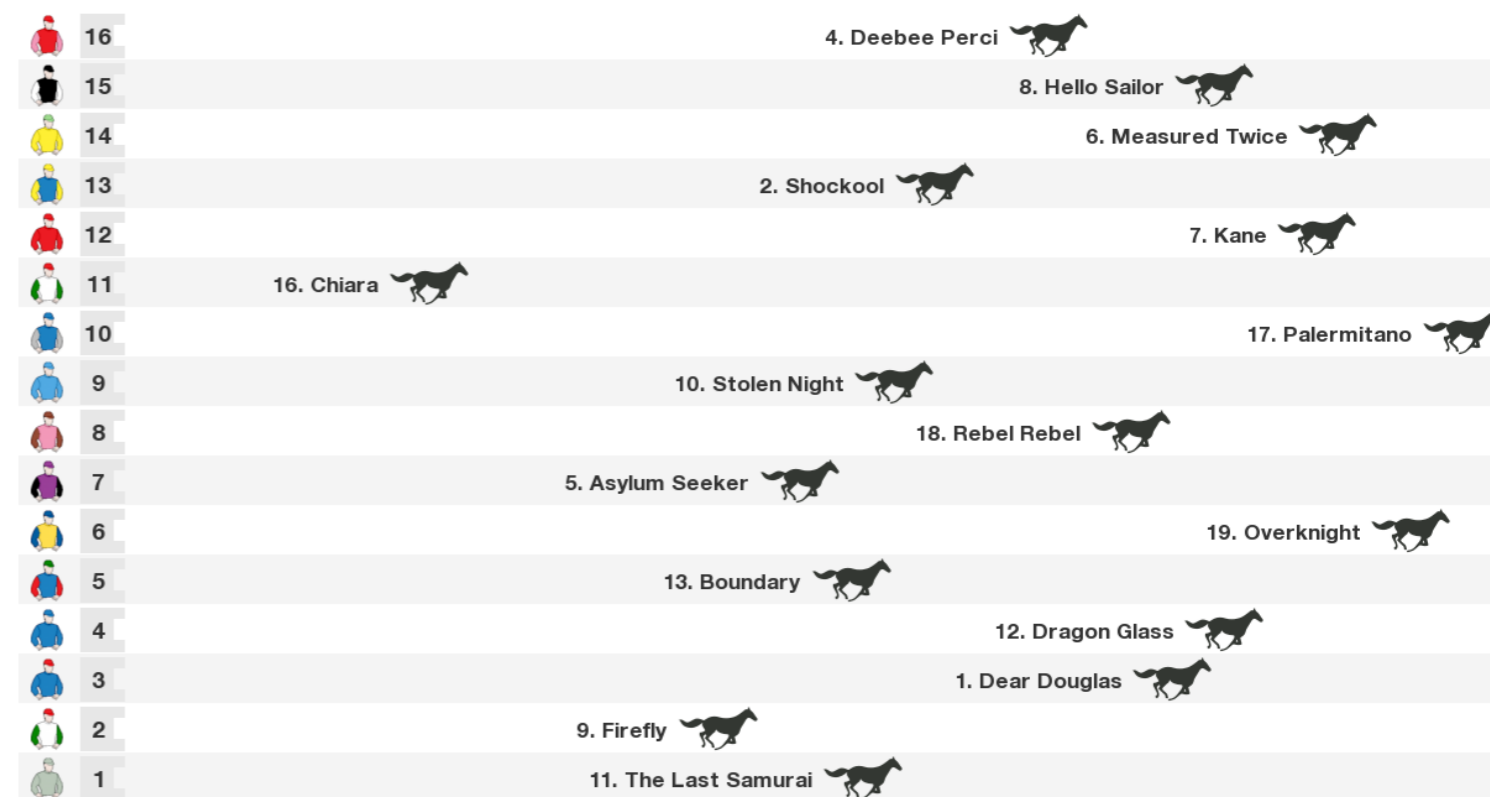 16 4. Deebee Perci
15 8. Hello Sailor
14 6. Measured Twice
13 2. Shockool
12 7. Kane
11 16. Chiara
10 17. Palermitano
9 10. Stolen Night
8 18. Rebel Rebel
7 5. Asylum Seeker
6 19. Overknight
5 13. Boundary
4 12. Dragon Glass
3 1. Dear Douglas
2 9. Firefly
1 11. The Last Samurai